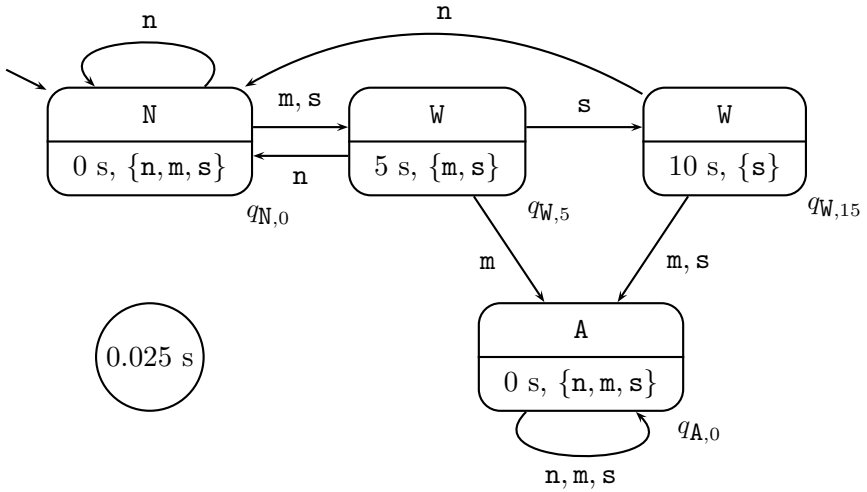 n
n
N
0 s, {n, m, s}
q_{N,0}
m, s
n
W
5 s, {m, s}
q_{W,5}
s
W
10 s, {s}
q_{W,15}
m
m, s
0.025 s
A
0 s, {n, m, s}
q_{A,0}
n, m, s